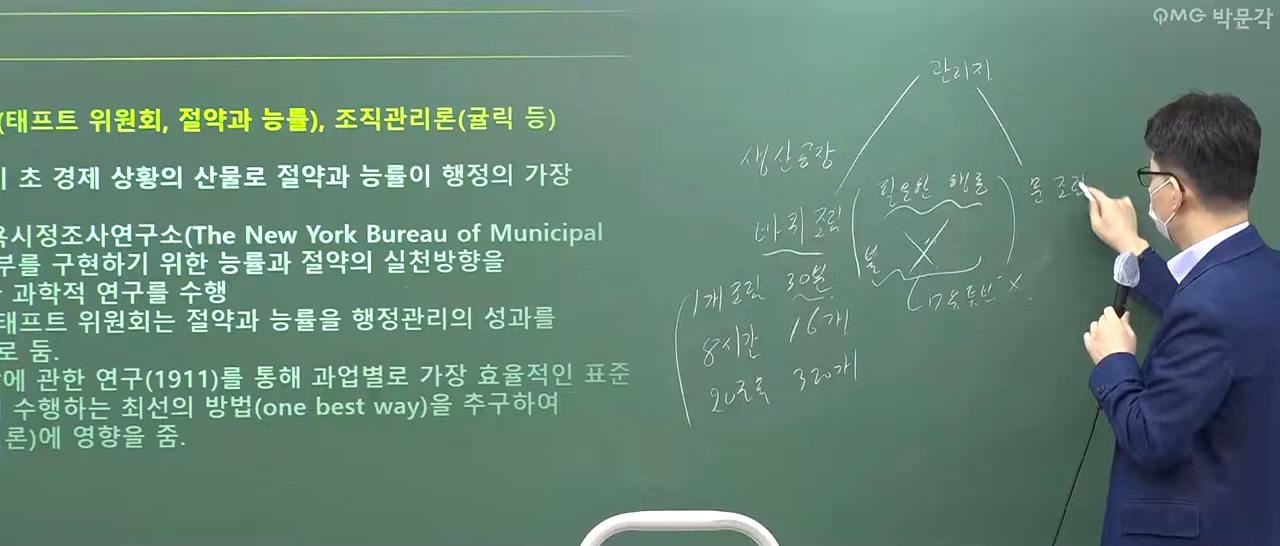 QMG 박문각
(태프트 위원회, 절약과 능률), 조직관리론(귤릭 등)
초 경제 상황의 산물로 절약과 능률이 행정의 가장
시정조사연구소(The New York Bureau of Municipal
부를 구현하기 위한 능률과 절약의 실천방향을
과학적 연구를 수행
태프트 위원회는 절약과 능률을 행정관리의 성과를
로 둠.
에 관한 연구(1911)를 통해 과업별로 가장 효율적인 표준
수행하는 최선의 방법(one best way)을 추구하여
론)에 영향을 줌.
관리자
생산공장
바퀴 조립
1개 조립 30분
8시간 16개
320개
필요한 행동
불
X
문 조립